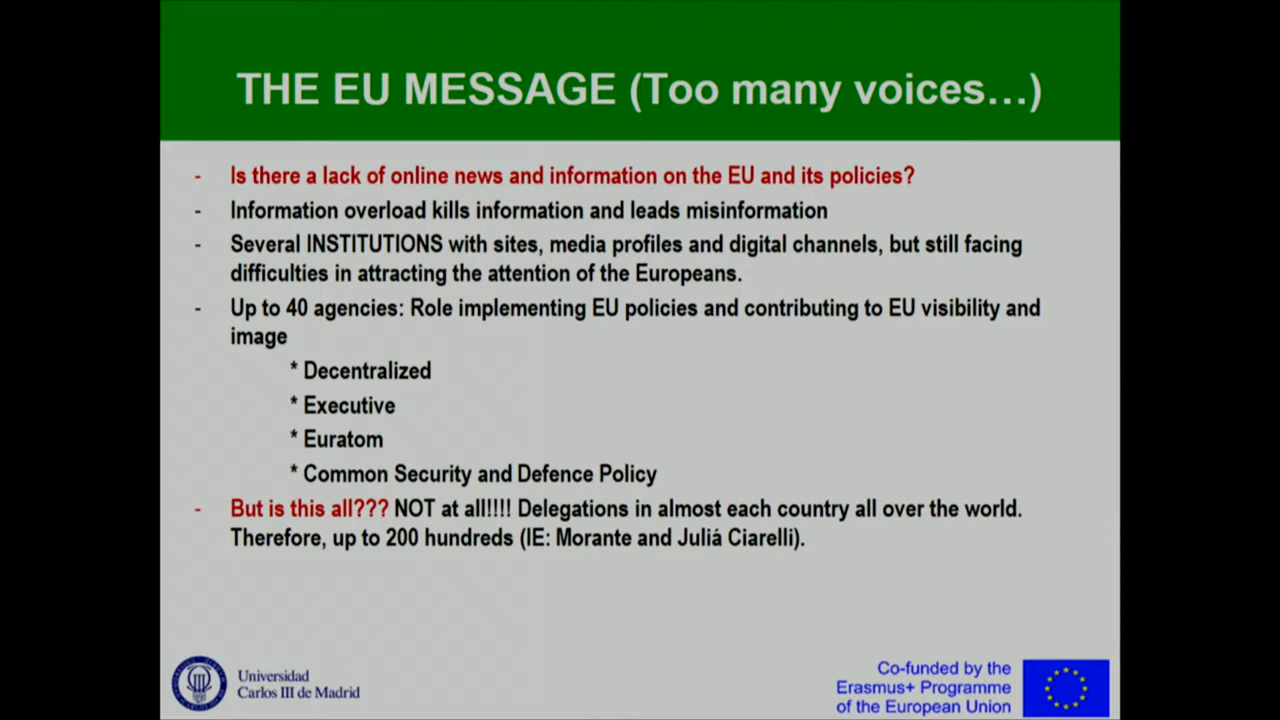 THE EU MESSAGE (Too many voices…)
- Is there a lack of online news and information on the EU and its policies?
- Information overload kills information and leads misinformation
- Several INSTITUTIONS with sites, media profiles and digital channels, but still facing
difficulties in attracting the attention of the Europeans.
- Up to 40 agencies: Role implementing EU policies and contributing to EU visibility and
image
* Decentralized
* Executive
* Euratom
* Common Security and Defence Policy
- But is this all??? NOT at all!!!! Delegations in almost each country all over the world.
Therefore, up to 200 hundreds (IE: Morante and Juliá Ciarelli).
Universidad
Carlos III de Madrid
Co-funded by the
Erasmus+ Programme
of the European Union